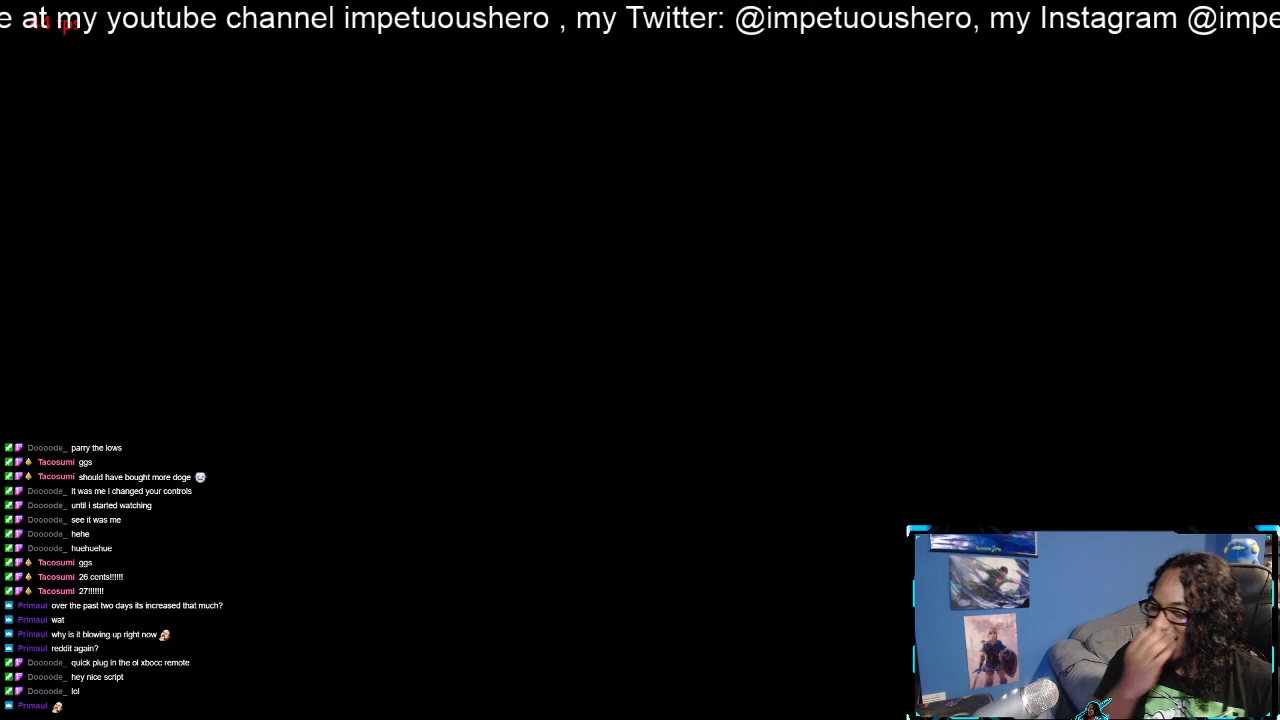 e at my youtube channel impetuoushero , my Twitter: @impetuoushero, my Instagram @impe
Doooode_ parry the lows
Tacosumi ggs
Tacosumi should have bought more doge
Doooode_ it was me I changed your controls
Doooode_ until i started watching
Doooode_ see it was me
Doooode_ hehe
Doooode_ huehuehue
Tacosumi ggs
Tacosumi 26 cents!!!!!!
Tacosumi 27!!!!!!!
Primaul over the past two days its increased that much?
Primaul wat
Primaul why is it blowing up right now
Primaul reddit again?
Doooode_ quick plug in the ol xbocc remote
Doooode_ hey nice script
Doooode_ lol
Primaul